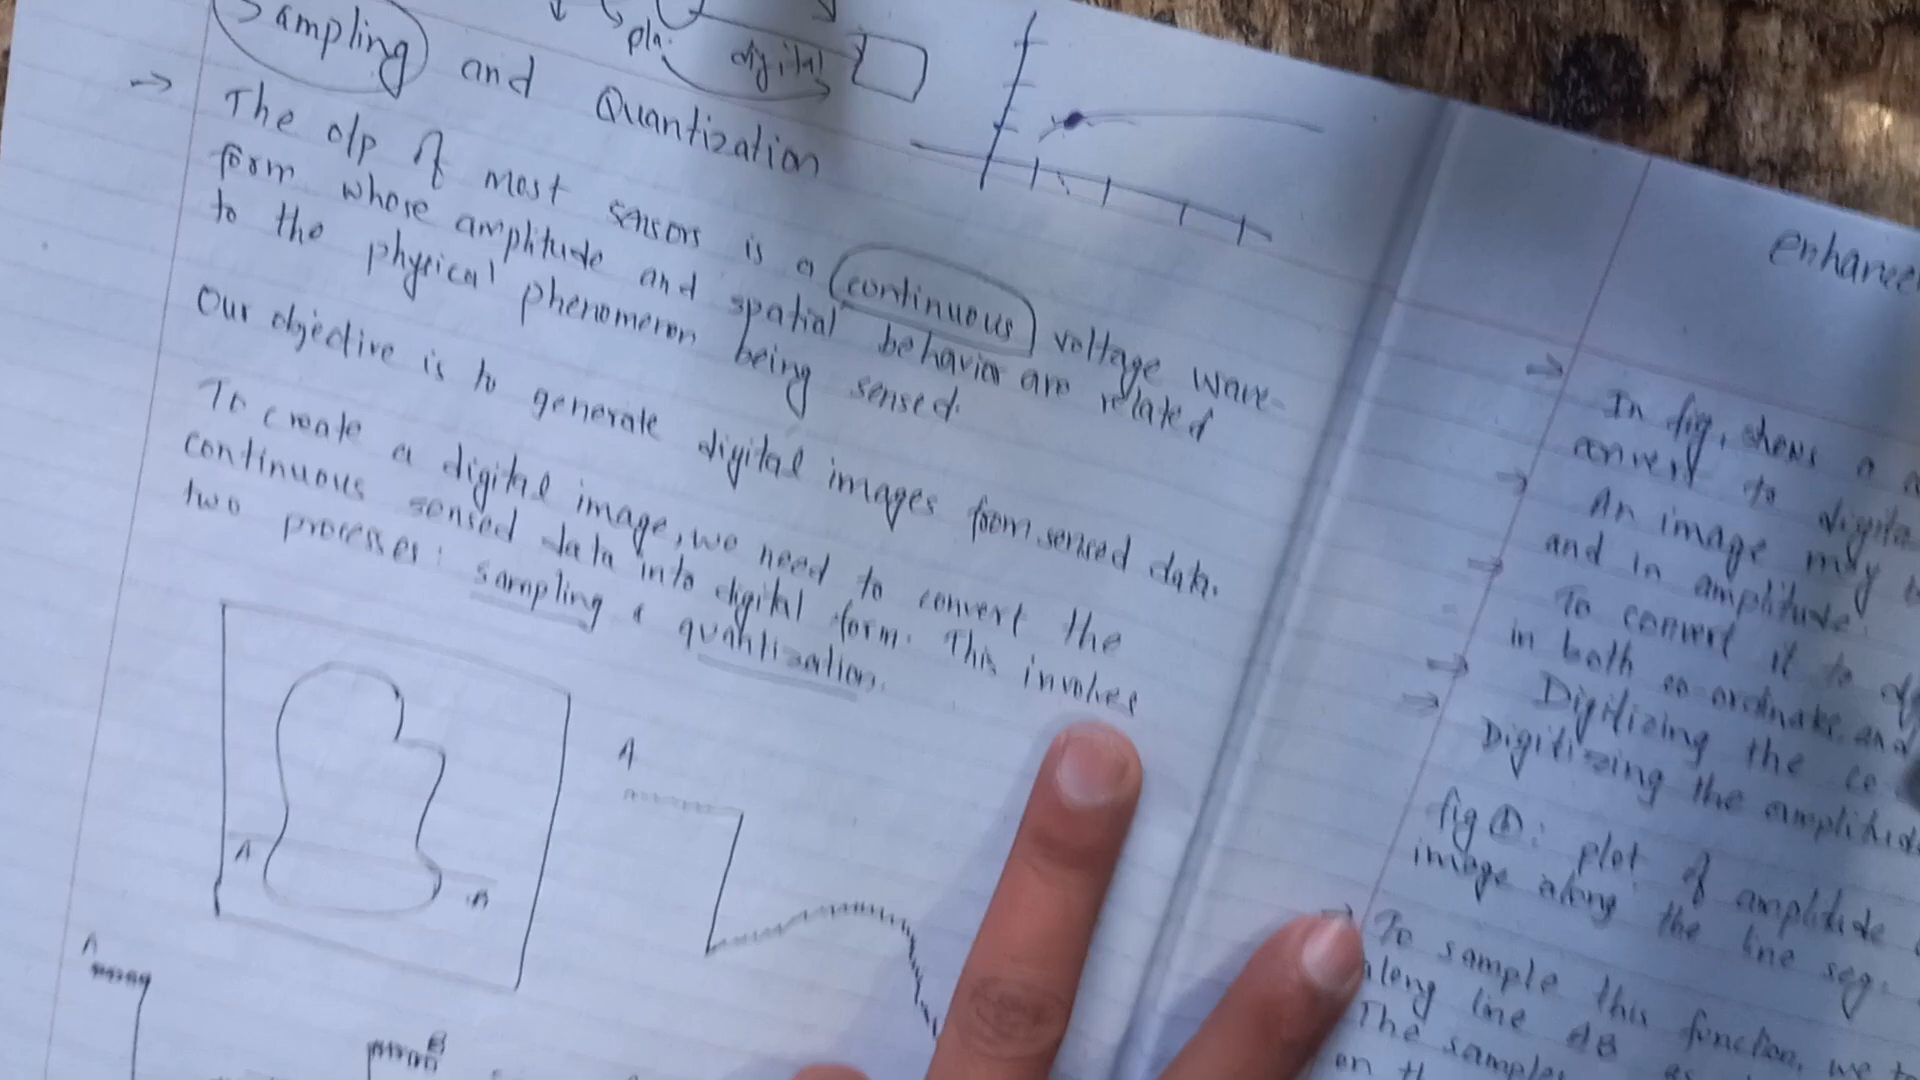 pla.
digital
Sampling and Quantization
→ The o/p of most sensors is a continuous voltage wave-
form whose amplitude and spatial behavior are related
to the physical phenomenon being sensed.
Our objective is to generate digital images from sensed data.
To create a digital image, we need to convert the
continuous sensed data into digital form. This involves
two processes: sampling & quantization.
A
A
B
A
B
enhance
→ In fig, shows a
convert to digita
→ An image may b
and in amplitude.
→ To convert it to
in both co-ordinate and
→ Digitizing the co-
→ Digitizing the amplitude
fig ①: plot of amplitude
image along the line seg.
→ To sample this function, we t
along line AB as
The samples
on